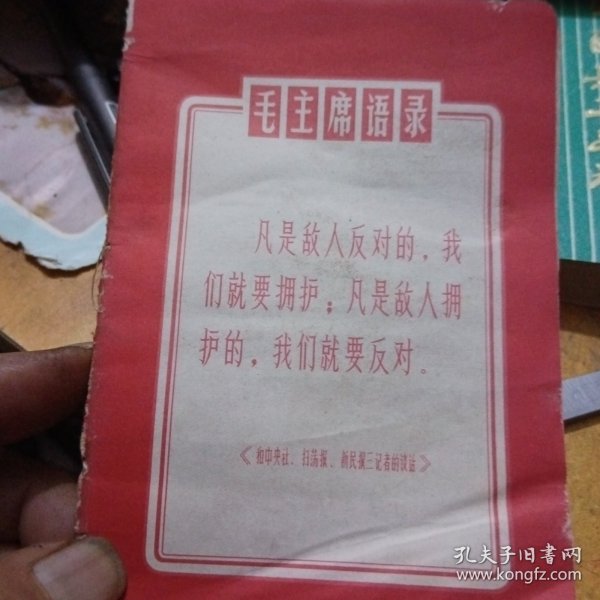 毛主席语录
凡是敌人反对的，我
们就要拥护；凡是敌人拥
护的，我们就要反对。
《和中央社、扫荡报、新民报三记者的谈话》
孔夫子旧书网
www.kongfz.com